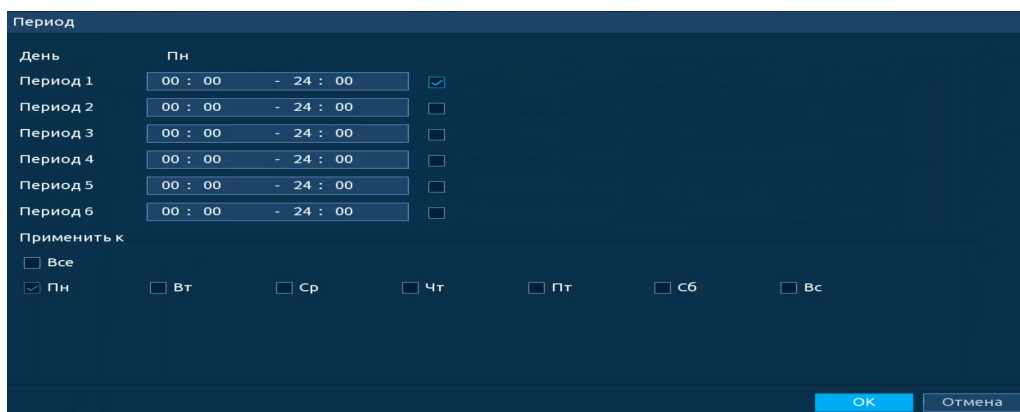 Период
День Пн
Период 1 00 : 00 - 24 : 00
Период 2 00 : 00 - 24 : 00
Период 3 00 : 00 - 24 : 00
Период 4 00 : 00 - 24 : 00
Период 5 00 : 00 - 24 : 00
Период 6 00 : 00 - 24 : 00
Применить к
Все
Пн Вт Ср Чт Пт Сб Вс
OK Отмена